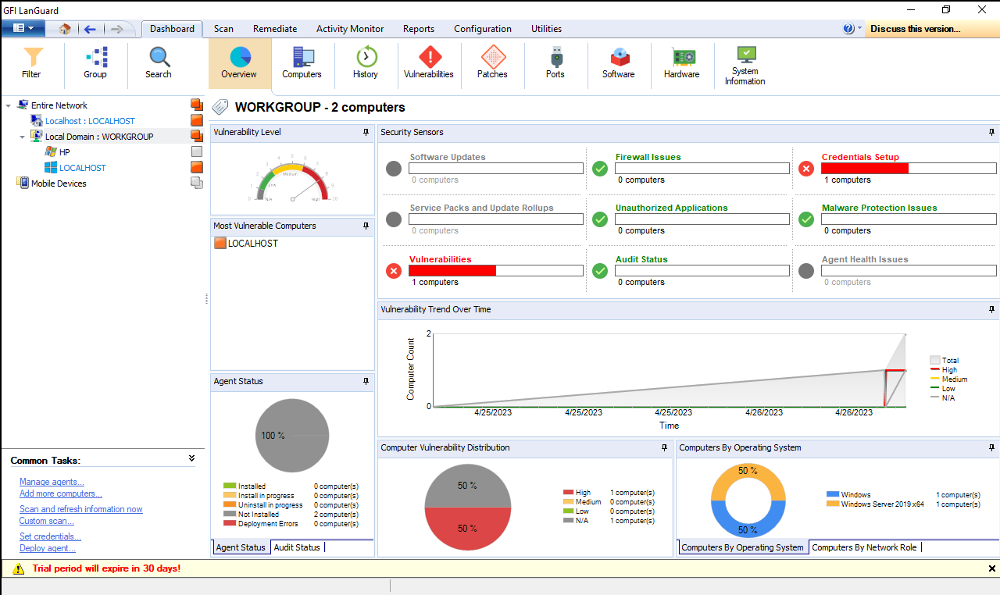 GFI LanGuard
Dashboard Scan Remediate Activity Monitor Reports Configuration Utilities
Discuss this version...
Filter Group Search Overview Computers History Vulnerabilities Patches Ports Software Hardware System Information
Entire Network
Localhost : LOCALHOST
Local Domain : WORKGROUP
HP
LOCALHOST
Mobile Devices
Common Tasks:
Manage agents...
Add more computers...
Scan and refresh information now
Custom scan...
Set credentials...
Deploy agent...
WORKGROUP - 2 computers
Vulnerability Level
N/A Low Medium High
0 1 2 3 4 5 6 7 8 9 10
Most Vulnerable Computers
LOCALHOST
Agent Status
100 %
Installed 0 computer(s)
Install in progress 0 computer(s)
Uninstall in progress 0 computer(s)
Not Installed 2 computer(s)
Deployment Errors 0 computer(s)
Agent Status Audit Status
Security Sensors
Software Updates
0 computers
Firewall Issues
0 computers
Credentials Setup
1 computers
Service Packs and Update Rollups
0 computers
Unauthorized Applications
0 computers
Malware Protection Issues
0 computers
Vulnerabilities
1 computers
Audit Status
0 computers
Agent Health Issues
0 computers
Vulnerability Trend Over Time
Computer Count
2
0
4/25/2023 4/25/2023 4/25/2023 4/26/2023 4/26/2023
Time
Total
High
Medium
Low
N/A
Computer Vulnerability Distribution
50 %
50 %
High 1 computer(s)
Medium 0 computer(s)
Low 0 computer(s)
N/A 1 computer(s)
Computers By Operating System
50 %
50 %
Windows 1 computer(s)
Windows Server 2019 x64 1 computer(s)
Computers By Operating System Computers By Network Role
Trial period will expire in 30 days!